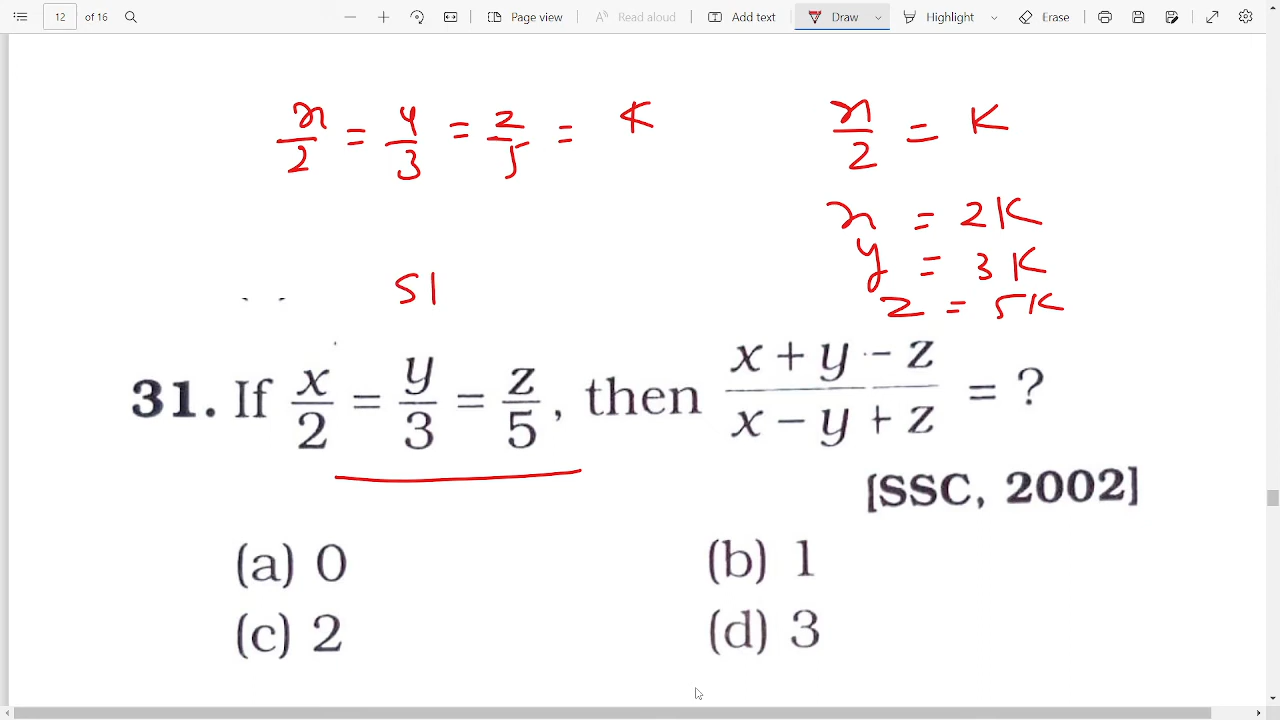 12 of 16 Page view Read aloud Add text Draw Highlight Erase
x/2 = y/3 = z/5 = K
x/2 = K
x = 2K
y = 3K
z = 5K
51
31. If x/2 = y/3 = z/5, then (x + y - z)/(x - y + z) = ?
[SSC, 2002]
(a) 0 (b) 1
(c) 2 (d) 3